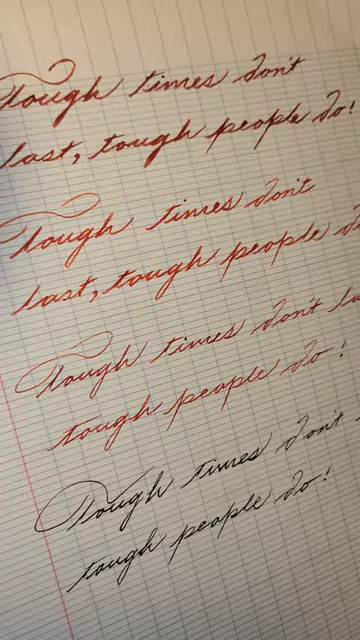 Tough times don't
last, tough people do!
Tough times dont
last, tough people
Tough times don't
tough people do!
Tough times don't
tough people do!